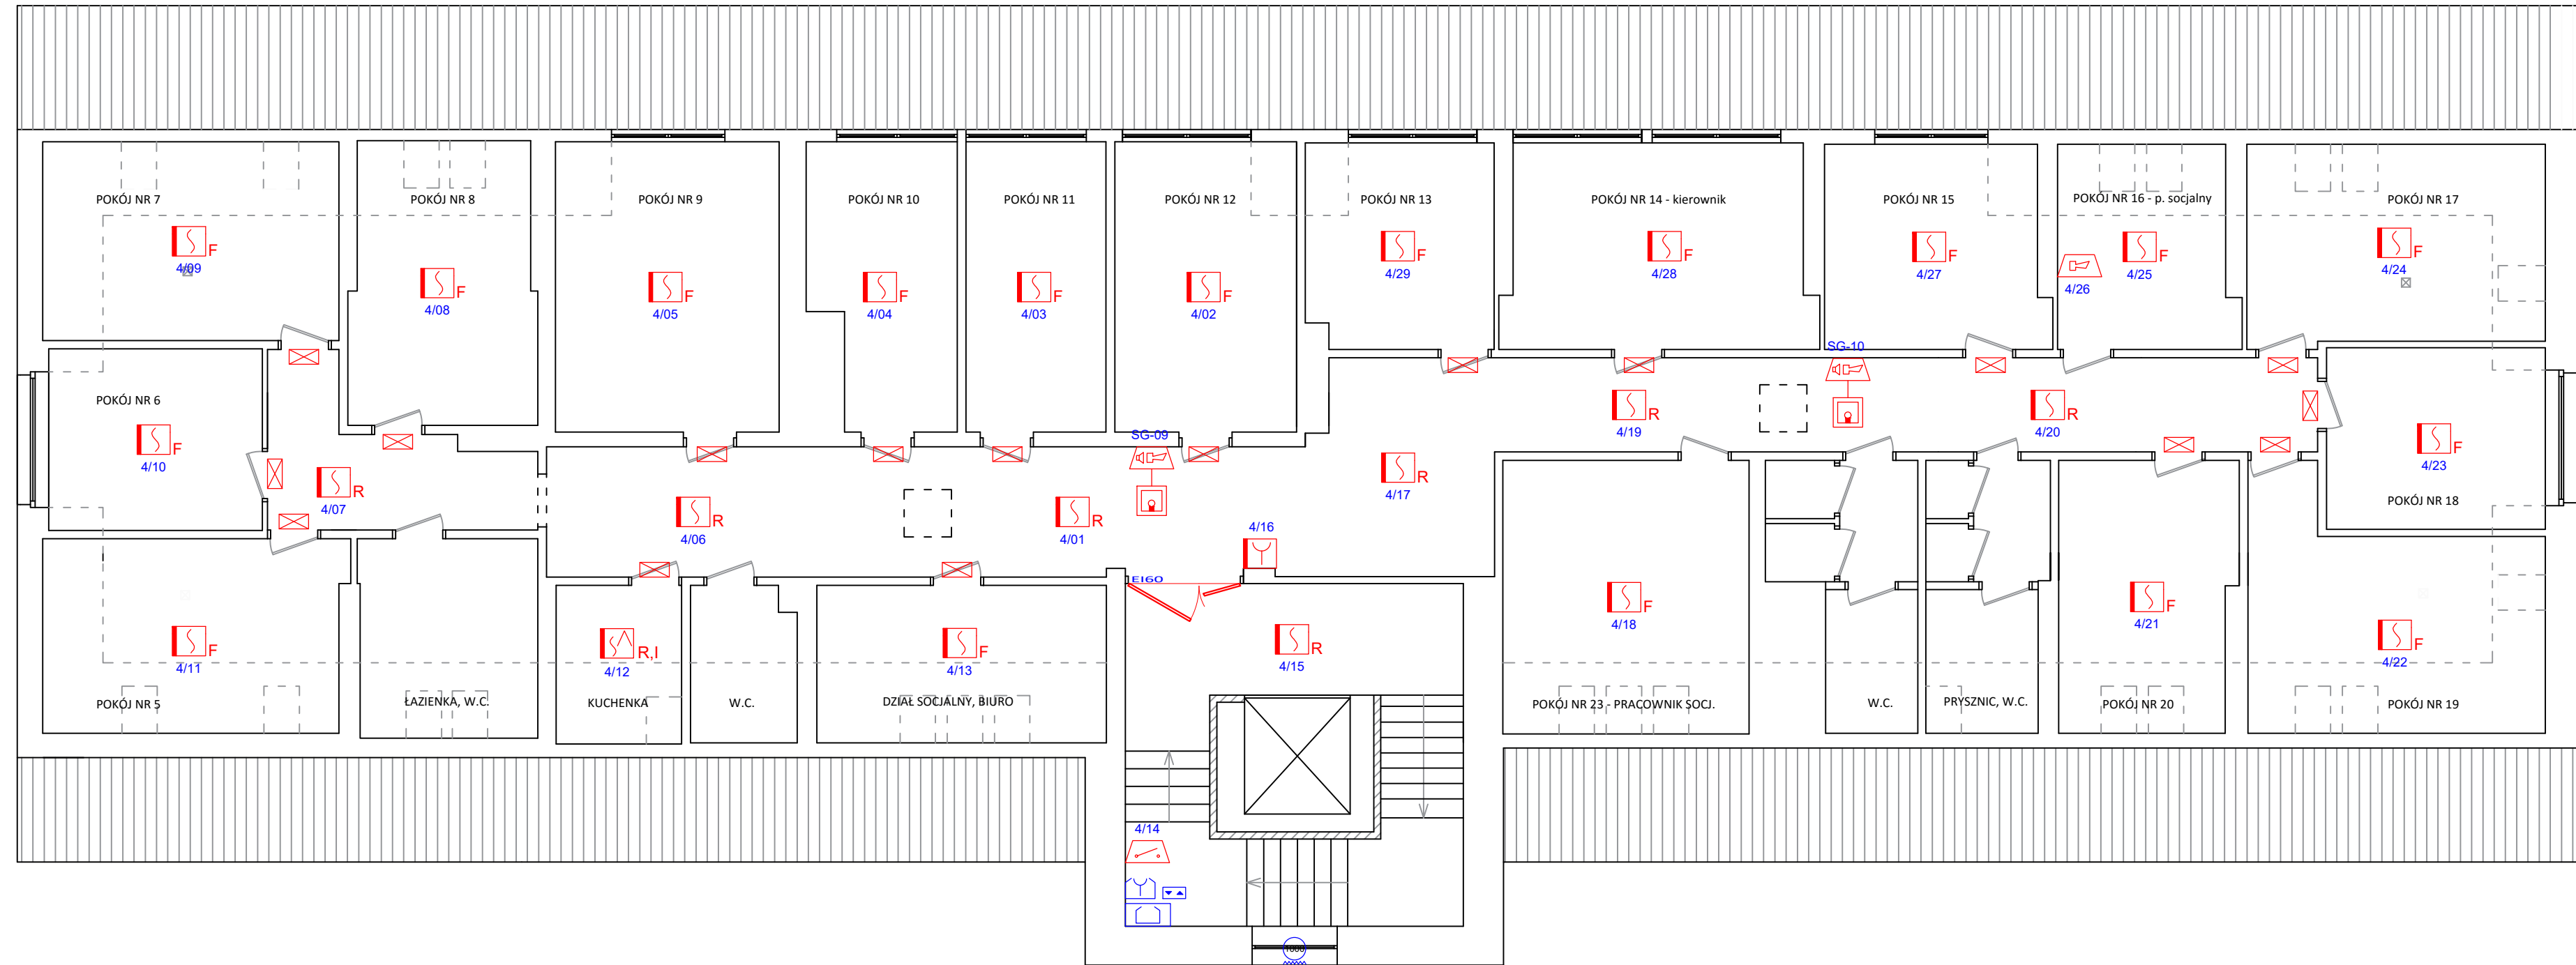 POKÓJ NR 7
POKÓJ NR 8
POKÓJ NR 9
POKÓJ NR 10
POKÓJ NR 11
POKÓJ NR 12
POKÓJ NR 13
POKÓJ NR 14 - kierownik
POKÓJ NR 15
POKÓJ NR 16 - p. socjalny
POKÓJ NR 17
F
4/09
F
4/08
F
4/05
F
4/04
F
4/03
F
4/02
F
4/29
F
4/28
F
4/27
4/26
F
4/25
F
4/24
SG-10
POKÓJ NR 6
F
4/10
R
4/07
SG-09
R
4/19
R
4/20
F
4/23
POKÓJ NR 18
R
4/17
R
4/06
R
4/01
4/16
EI60
F
4/11
R,I
4/12
F
4/13
R
4/15
F
4/18
F
4/21
F
4/22
POKÓJ NR 5
ŁAZIENKA, W.C.
KUCHENKA
W.C.
DZIAŁ SOCJALNY, BIURO
POKÓJ NR 23 - PRACOWNIK SOCJ.
W.C.
PRYSZNIC, W.C.
POKÓJ NR 20
POKÓJ NR 19
4/14
1000